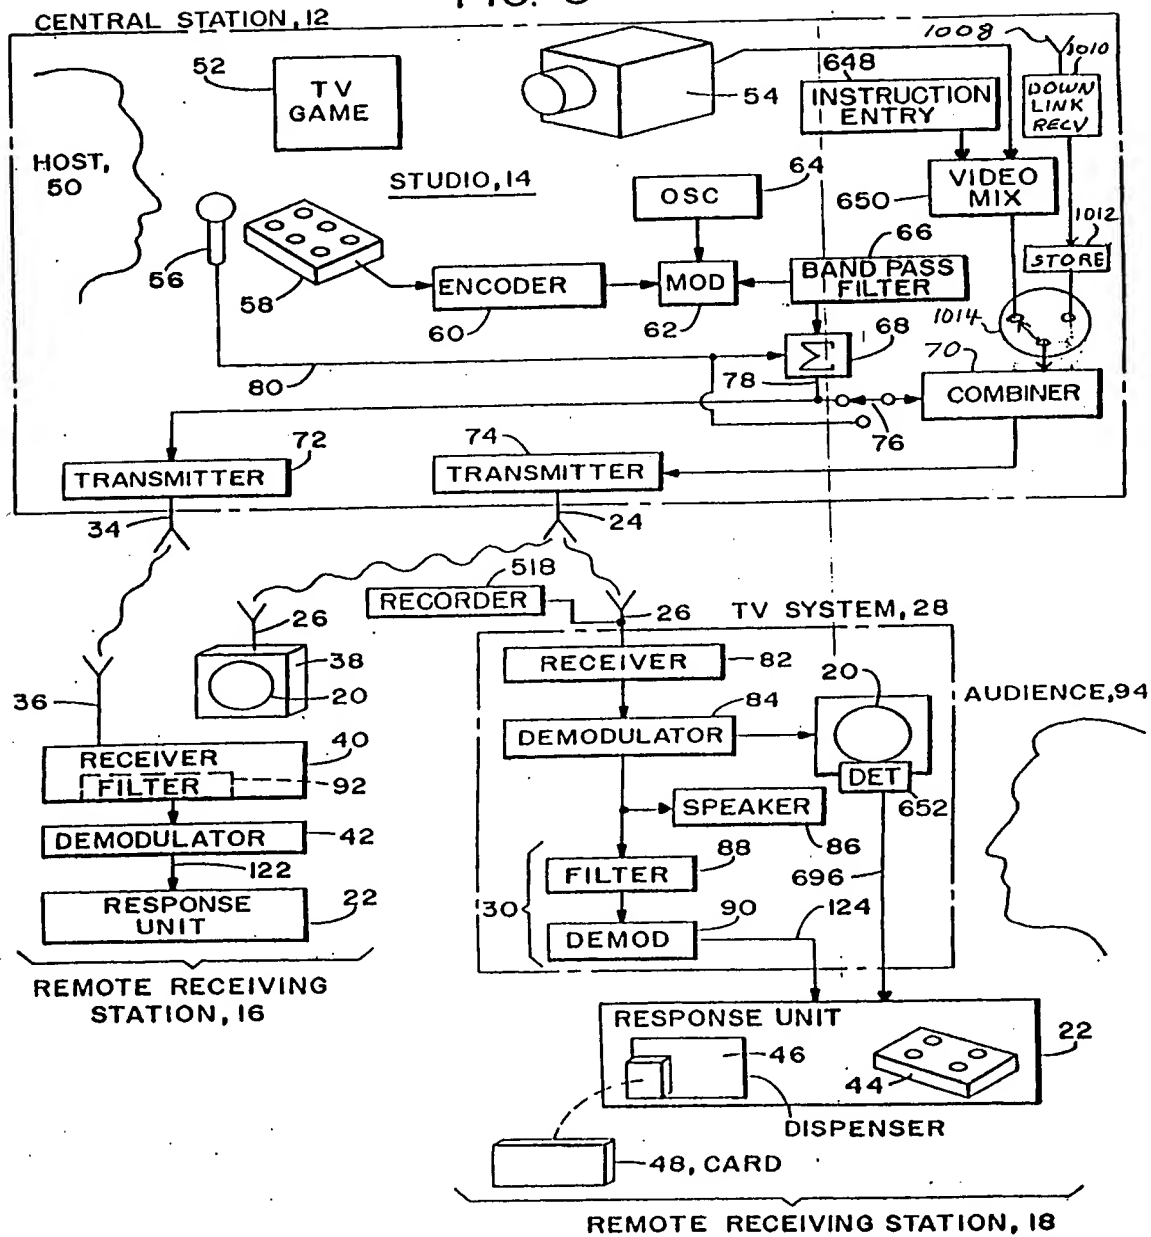 CENTRAL STATION, 12
52
TV
GAME
54
648
INSTRUCTION
ENTRY
1008
1010
DOWN
LINK
RECV
HOST,
50
STUDIO, 14
64
OSC
650
VIDEO
MIX
56
58
ENCODER
60
MOD
62
66
BAND PASS
FILTER
1012
STORE
1014
80
Σ
68
78
76
70
COMBINER
72
TRANSMITTER
74
TRANSMITTER
34
24
518
RECORDER
26
26
TV SYSTEM, 28
38
20
36
RECEIVER
82
20
AUDIENCE, 94
84
DEMODULATOR
RECEIVER
40
FILTER
92
DET
652
SPEAKER
86
DEMODULATOR
42
122
88
FILTER
696
RESPONSE
UNIT
22
30
90
DEMOD
124
REMOTE RECEIVING
STATION, 16
RESPONSE UNIT
46
44
22
DISPENSER
48, CARD
REMOTE RECEIVING STATION, 18